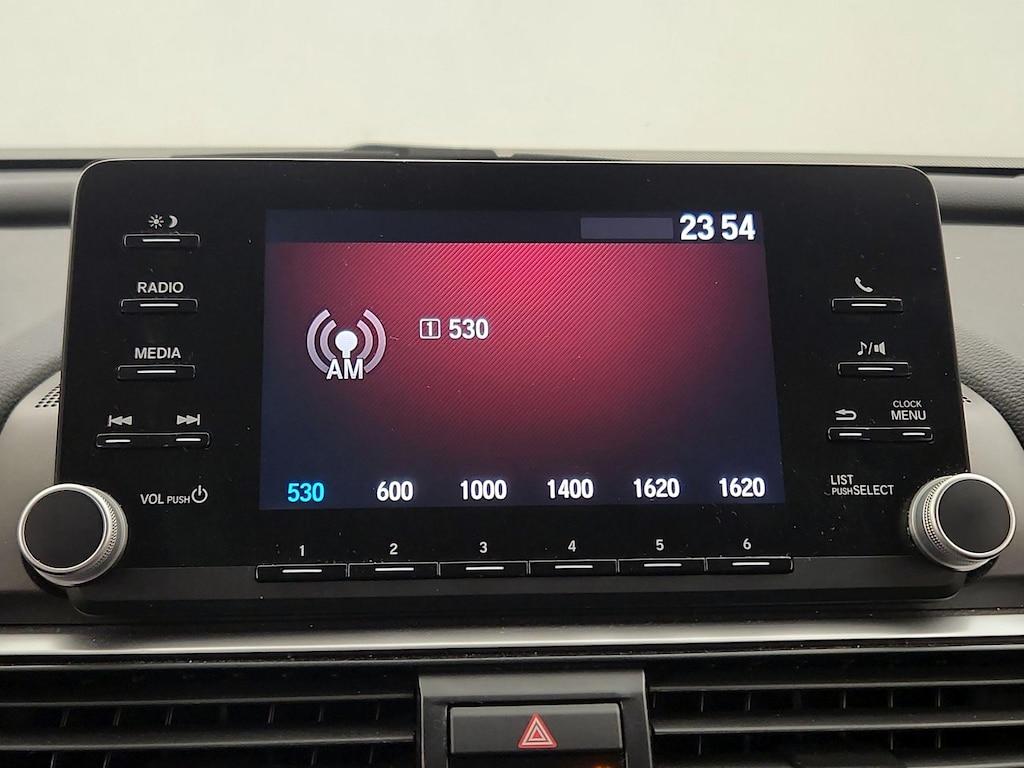 23 54
RADIO
MEDIA
VOL PUSH
AM
1 530
530 600 1000 1400 1620 1620
1 2 3 4 5 6
CLOCK
MENU
LIST
PUSH SELECT